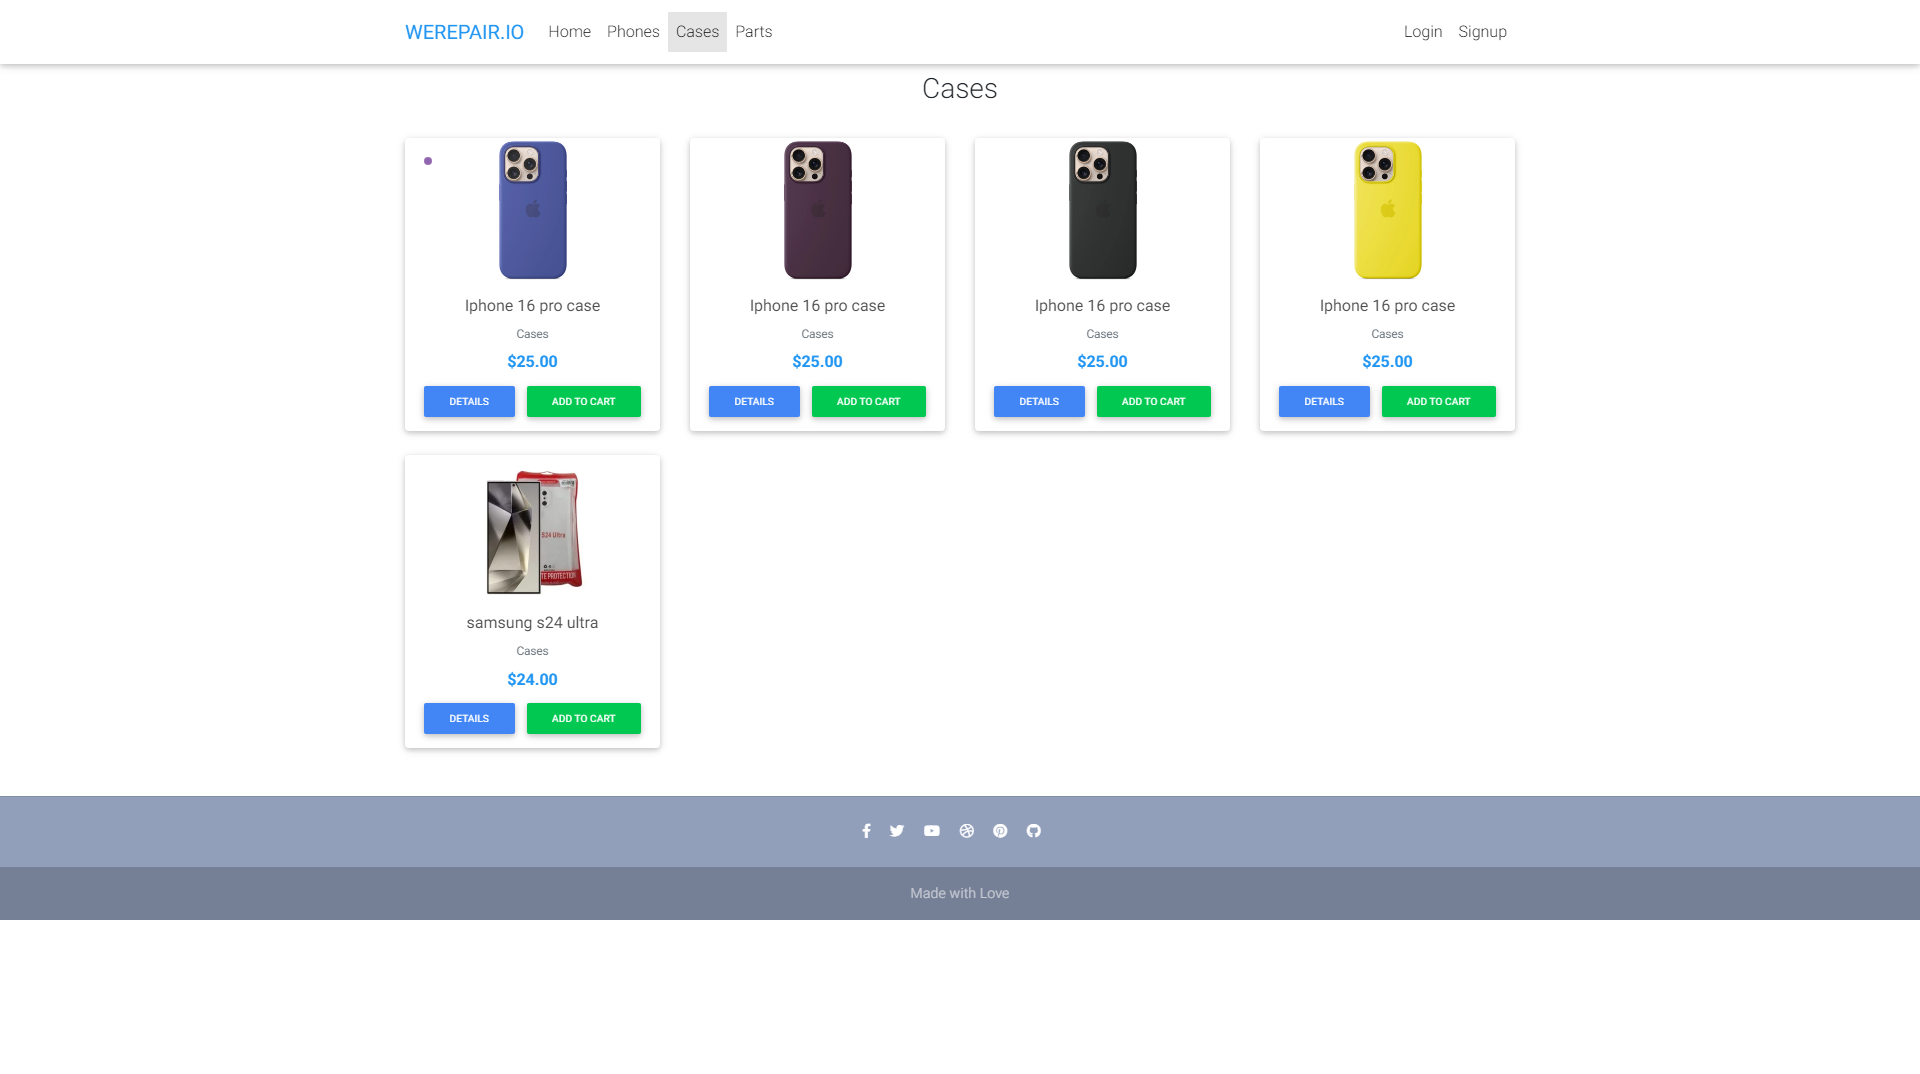 WEREPAIR.IO Home Phones Cases Parts Login Signup
Cases
Iphone 16 pro case
Cases
$25.00
DETAILS ADD TO CART
Iphone 16 pro case
Cases
$25.00
DETAILS ADD TO CART
Iphone 16 pro case
Cases
$25.00
DETAILS ADD TO CART
Iphone 16 pro case
Cases
$25.00
DETAILS ADD TO CART
S24 Ultra
TE PROTECTION
samsung s24 ultra
Cases
$24.00
DETAILS ADD TO CART
Made with Love